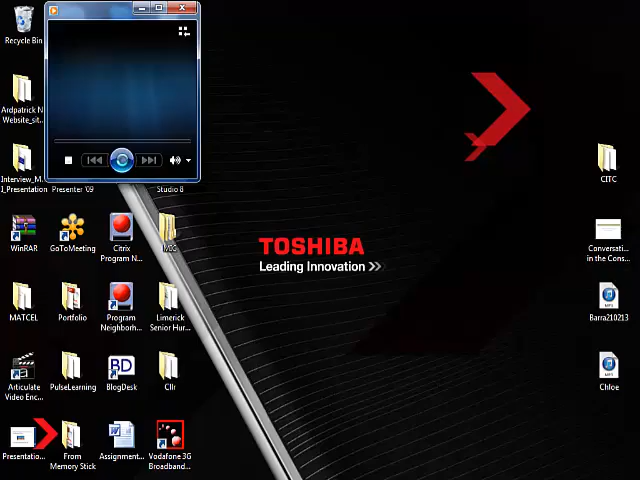 Recycle Bin
Ardpatrick N
Website_sit...
Interview_M...
1_Presentation
Presenter '09
Studio 8
WinRAR
GoToMeeting
Citrix
Program N...
MATCEL
Portfolio
Program
Neighborh...
Limerick
Senior Hur...
Articulate
Video Enc...
PulseLearning
BlogDesk
Cllr
Presentatio...
From
Memory Stick
Assignment...
Vodafone 3G
Broadband...
TOSHIBA
Leading Innovation
CITC
Conversati...
in the Cons...
Barra210213
Chloe